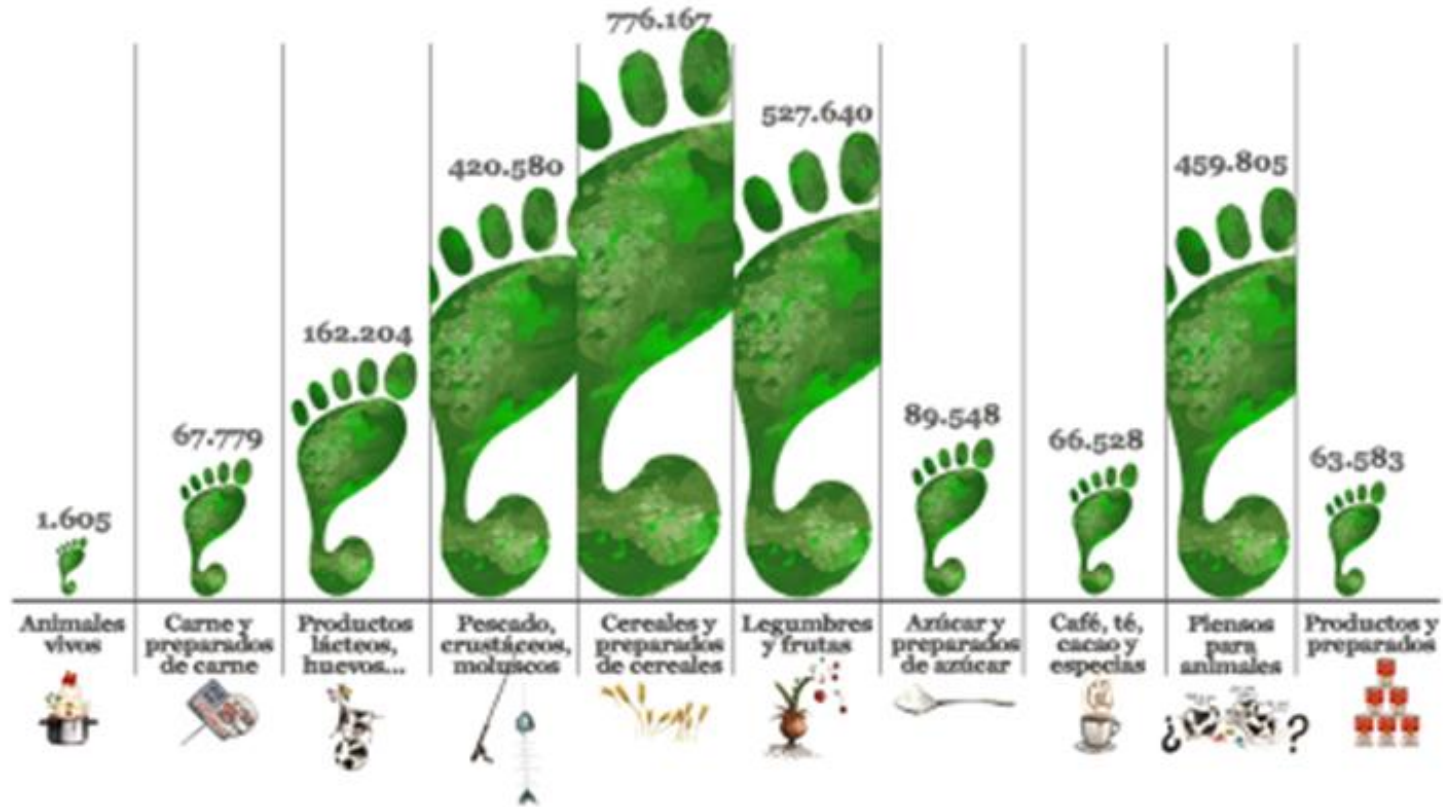 776.167
527.640
420.580
459.805
162.204
89.548
67.779
66.528
63.583
1.605
Animales
vivos
Carne y
preparados
de carne
Productos
lácteos,
huevos...
Pescado,
crustáceos,
moluscos
Cereales y
preparados
de cereales
Legumbres
y frutas
Azúcar y
preparados
de azúcar
Café, té,
cacao y
especias
Piensos
para
animales
Productos y
preparados
¿ ?